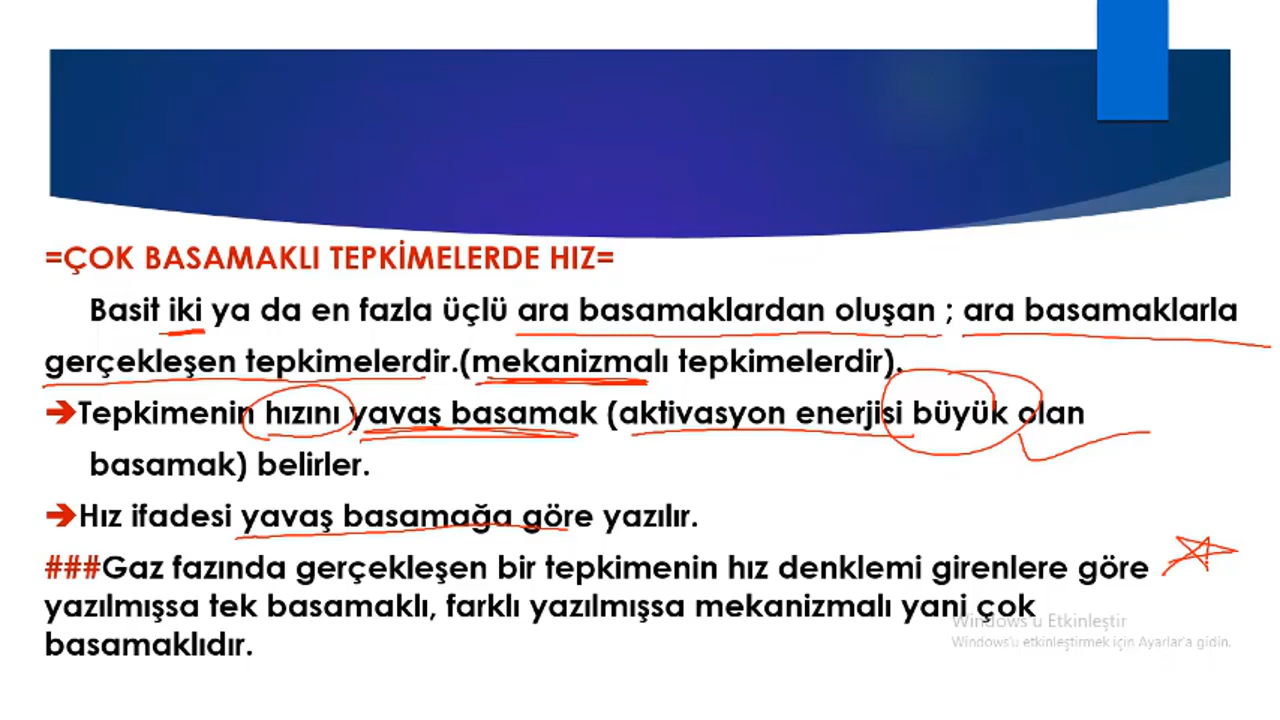 =ÇOK BASAMAKLI TEPKİMELERDE HIZ=
Basit iki ya da en fazla üçlü ara basamaklardan oluşan ; ara basamaklarla
gerçekleşen tepkimelerdir.(mekanizmalı tepkimelerdir).
➔Tepkimenin hızını yavaş basamak (aktivasyon enerjisi büyük olan
basamak) belirler.
➔Hız ifadesi yavaş basamağa göre yazılır.
###Gaz fazında gerçekleşen bir tepkimenin hız denklemi girenlere göre
yazılmışsa tek basamaklı, farklı yazılmışsa mekanizmalı yani çok
basamaklıdır.
Windows'u Etkinleştir
Windows'u etkinleştirmek için Ayarlar'a gidin.